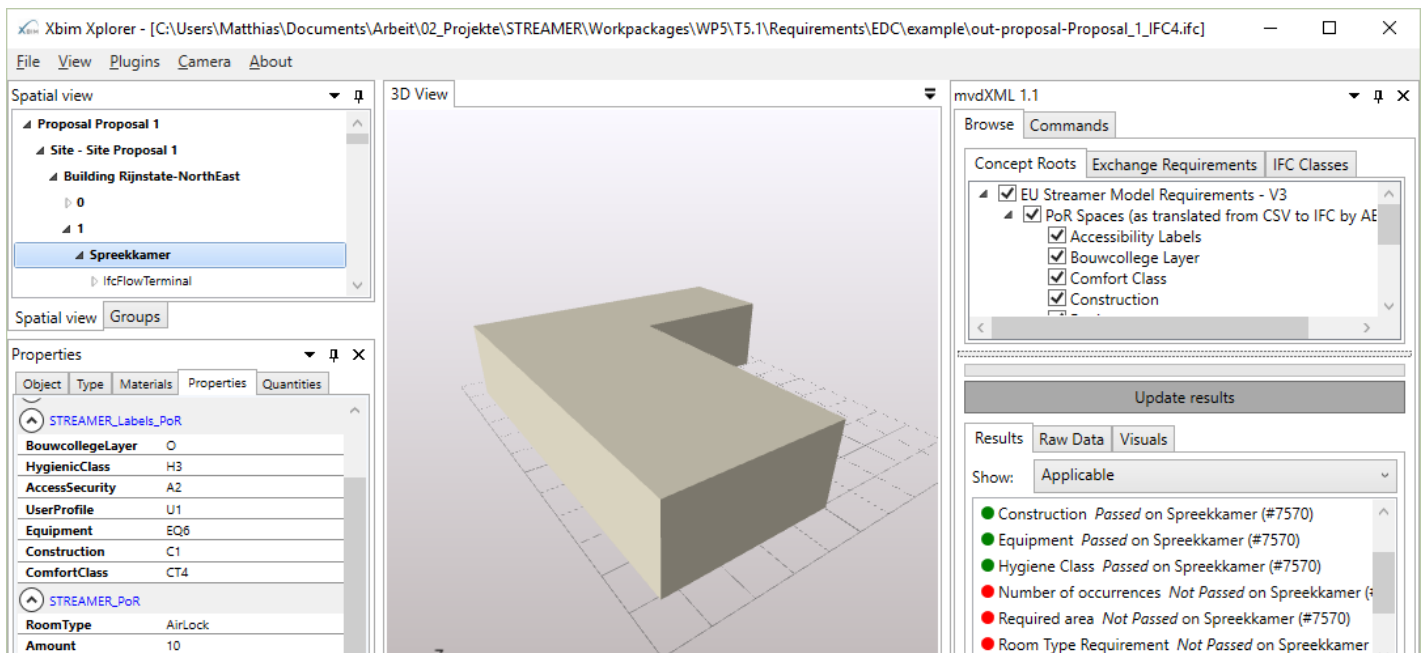 Xbim Xplorer - [C:\Users\Matthias\Documents\Arbeit\02_Projekte\STREAMER\Workpackages\WP5\T5.1\Requirements\EDC\example\out-proposal-Proposal_1_IFC4.ifc]
File View Plugins Camera About
Spatial view
Proposal Proposal 1
Site - Site Proposal 1
Building Rijnstate-NorthEast
0
1
Spreekkamer
IfcFlowTerminal
Spatial view Groups
Properties
Object Type Materials Properties Quantities
STREAMER_Labels_PoR
BouwcollegeLayer O
HygienicClass H3
AccessSecurity A2
UserProfile U1
Equipment EQ6
Construction C1
ComfortClass CT4
STREAMER_PoR
RoomType AirLock
Amount 10
3D View
mvdXML 1.1
Browse Commands
Concept Roots Exchange Requirements IFC Classes
EU Streamer Model Requirements - V3
PoR Spaces (as translated from CSV to IFC by AE
Accessibility Labels
Bouwcollege Layer
Comfort Class
Construction
Update results
Results Raw Data Visuals
Show: Applicable
Construction Passed on Spreekkamer (#7570)
Equipment Passed on Spreekkamer (#7570)
Hygiene Class Passed on Spreekkamer (#7570)
Number of occurrences Not Passed on Spreekkamer (#
Required area Not Passed on Spreekkamer (#7570)
Room Type Requirement Not Passed on Spreekkamer